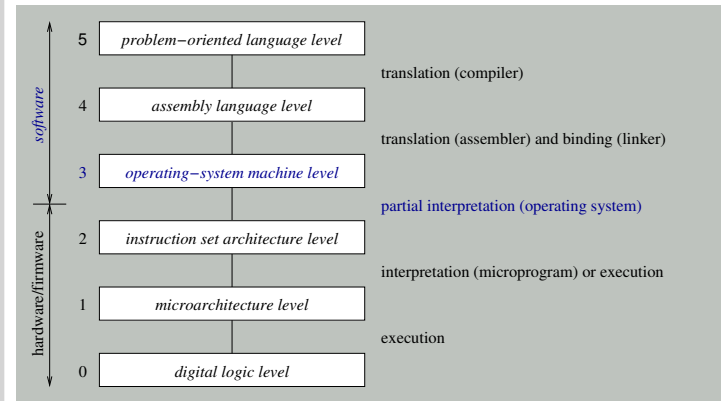 5 problem−oriented language level
translation (compiler)
4 assembly language level
translation (assembler) and binding (linker)
3 operating−system machine level
partial interpretation (operating system)
2 instruction set architecture level
interpretation (microprogram) or execution
1 microarchitecture level
execution
0 digital logic level
software
hardware/firmware